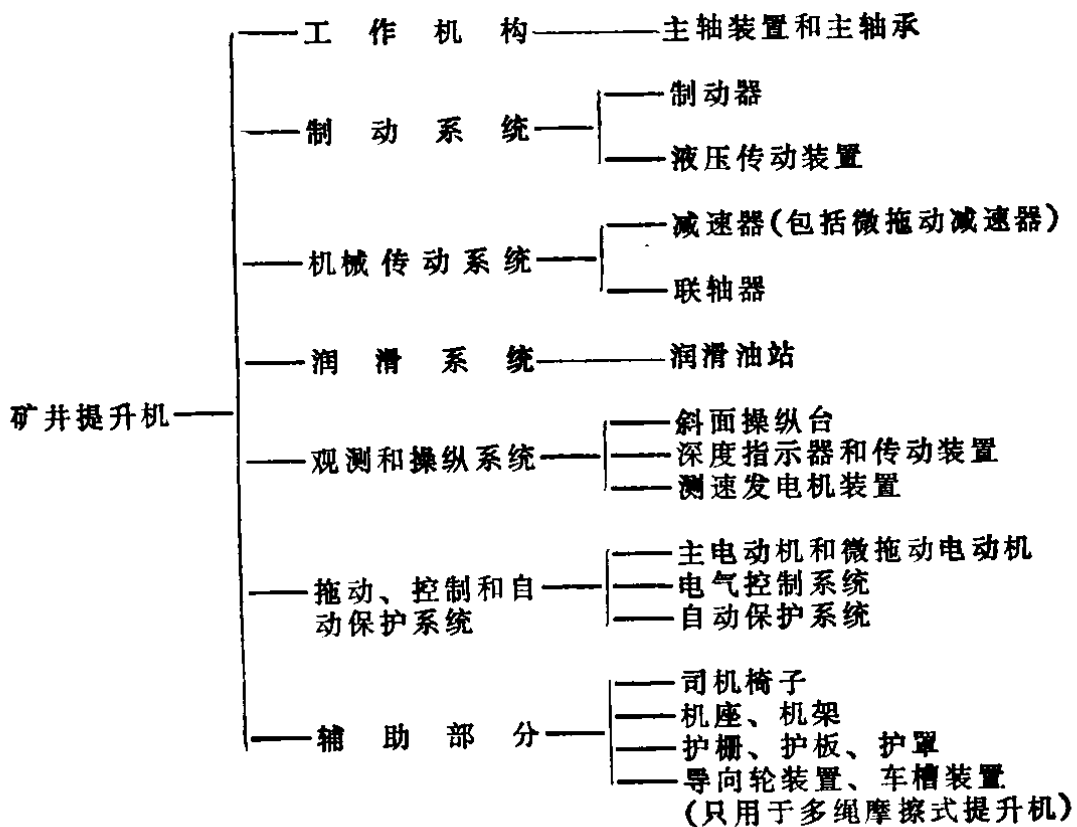 工作机构
主轴装置和主轴承
制动系统
制动器
液压传动装置
机械传动系统
减速器(包括微拖动减速器)
联轴器
润滑系统
润滑油站
矿井提升机
观测和操纵系统
斜面操纵台
深度指示器和传动装置
测速发电机装置
拖动、控制和自
动保护系统
主电动机和微拖动电动机
电气控制系统
自动保护系统
辅助部分
司机椅子
机座、机架
护栅、护板、护罩
导向轮装置、车槽装置
(只用于多绳摩擦式提升机)